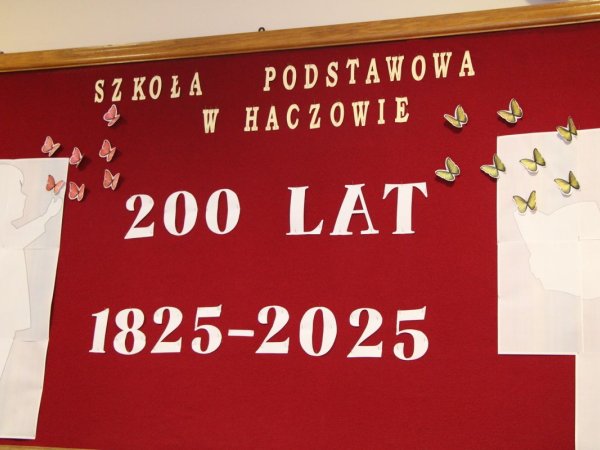 SZKOŁA PODSTAWOWA
W HACZOWIE
200 LAT
1825-2025